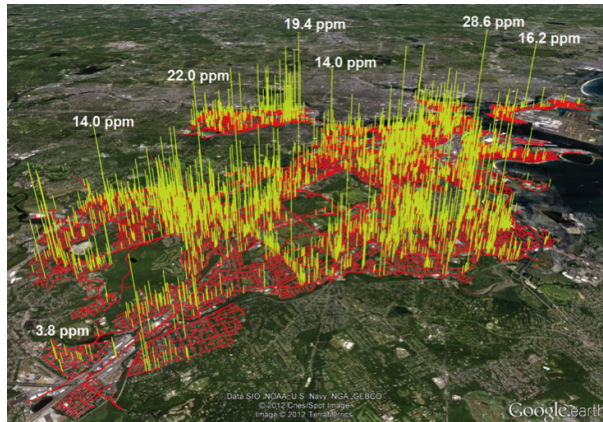 19.4 ppm
28.6 ppm
16.2 ppm
22.0 ppm
14.0 ppm
14.0 ppm
3.8 ppm
Data SIO, NOAA, U.S. Navy, NGA, GEBCO
© 2012 Cnes/Spot Image
Image © 2012 TerraMetrics
Google earth